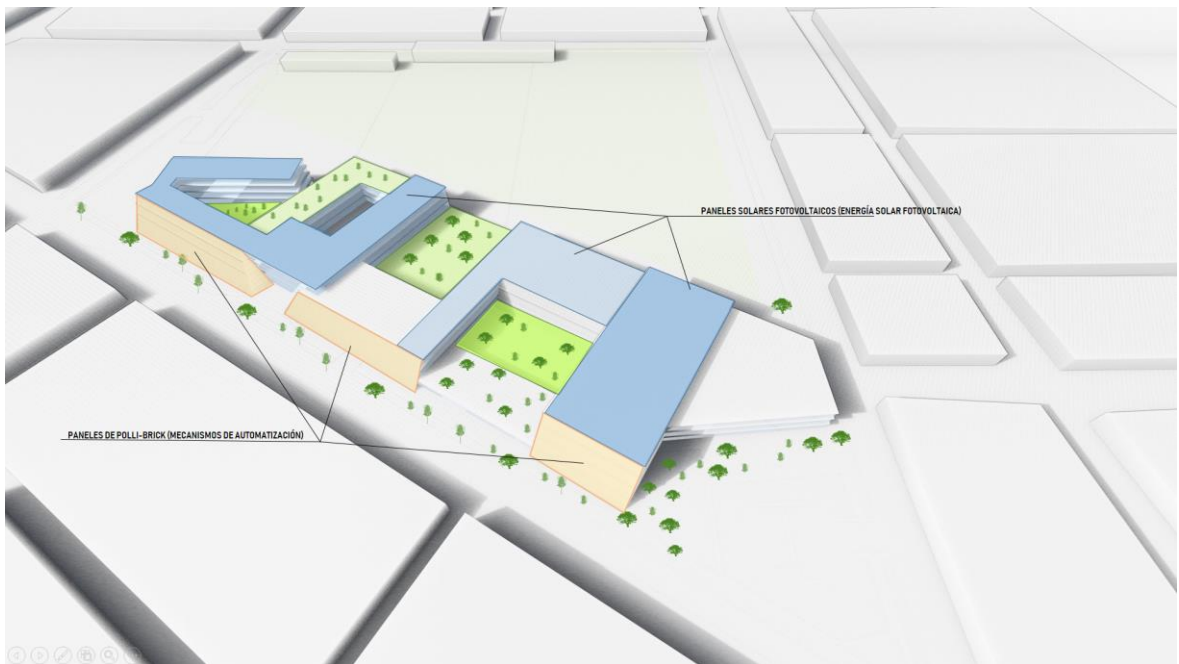 PANELES SOLARES FOTOVOLTAICOS (ENERGÍA SOLAR FOTOVOLTAICA)
PANELES DE POLLI-BRICK (MECANISMOS DE AUTOMATIZACIÓN)